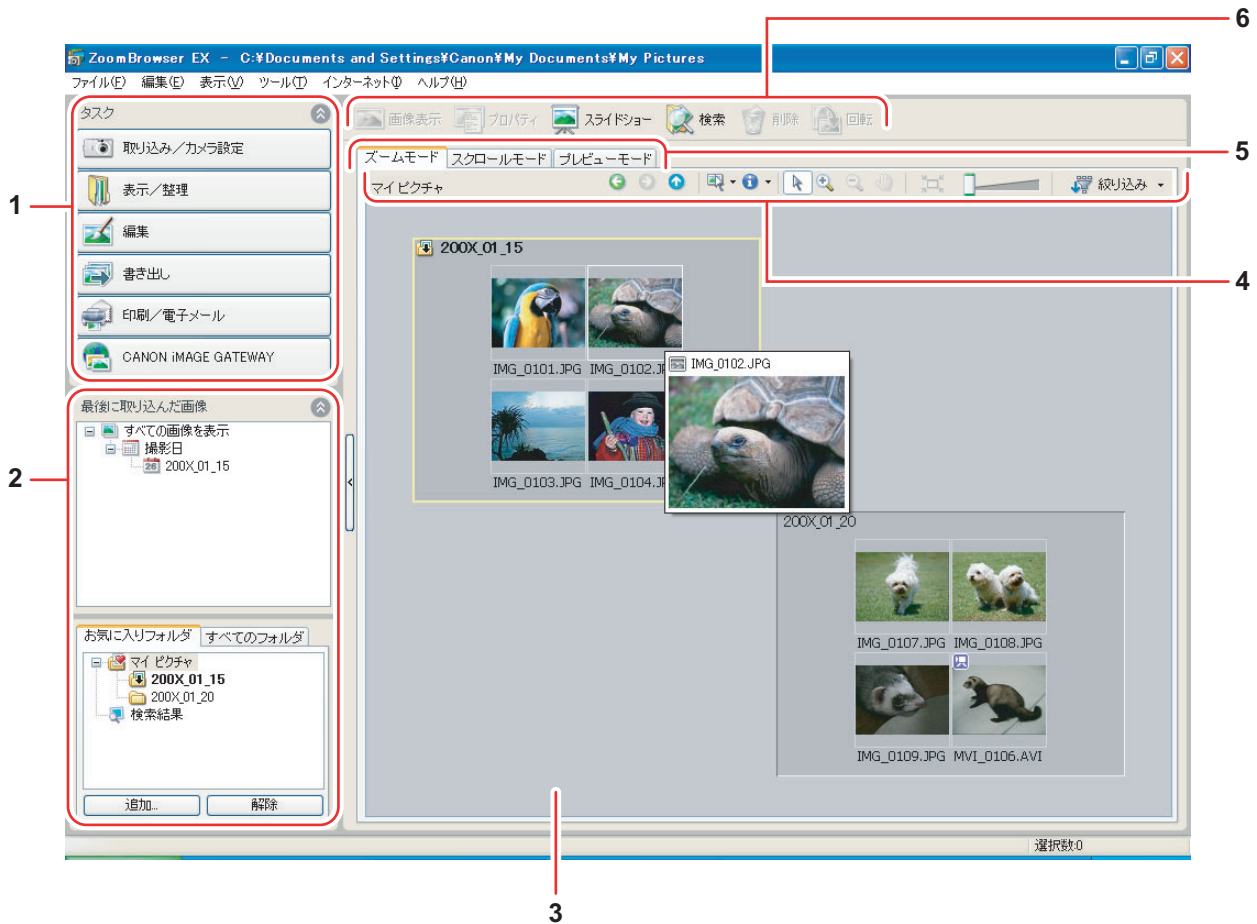 6
ZoomBrowser EX - C:¥Documents and Settings¥Canon¥My Documents¥My Pictures
ファイル(F) 編集(E) 表示(V) ツール(T) インターネット(I) ヘルプ(H)
タスク
画像表示 プロパティ スライドショー 検索 削除 回転
取り込み／カメラ設定
5
ズームモード スクロールモード プレビューモード
マイ ピクチャ
絞り込み
1
表示／整理
編集
200X_01_15
4
書き出し
印刷／電子メール
CANON iMAGE GATEWAY
IMG_0101.JPG IMG_0102.J
IMG_0102.JPG
2
最後に取り込んだ画像
すべての画像を表示
撮影日
26 200X_01_15
IMG_0103.JPG IMG_0104.J
200X_01_20
お気に入りフォルダ すべてのフォルダ
マイ ピクチャ
200X_01_15
200X_01_20
検索結果
IMG_0107.JPG IMG_0108.JPG
IMG_0109.JPG MVI_0106.AVI
追加... 解除
選択数:0
3